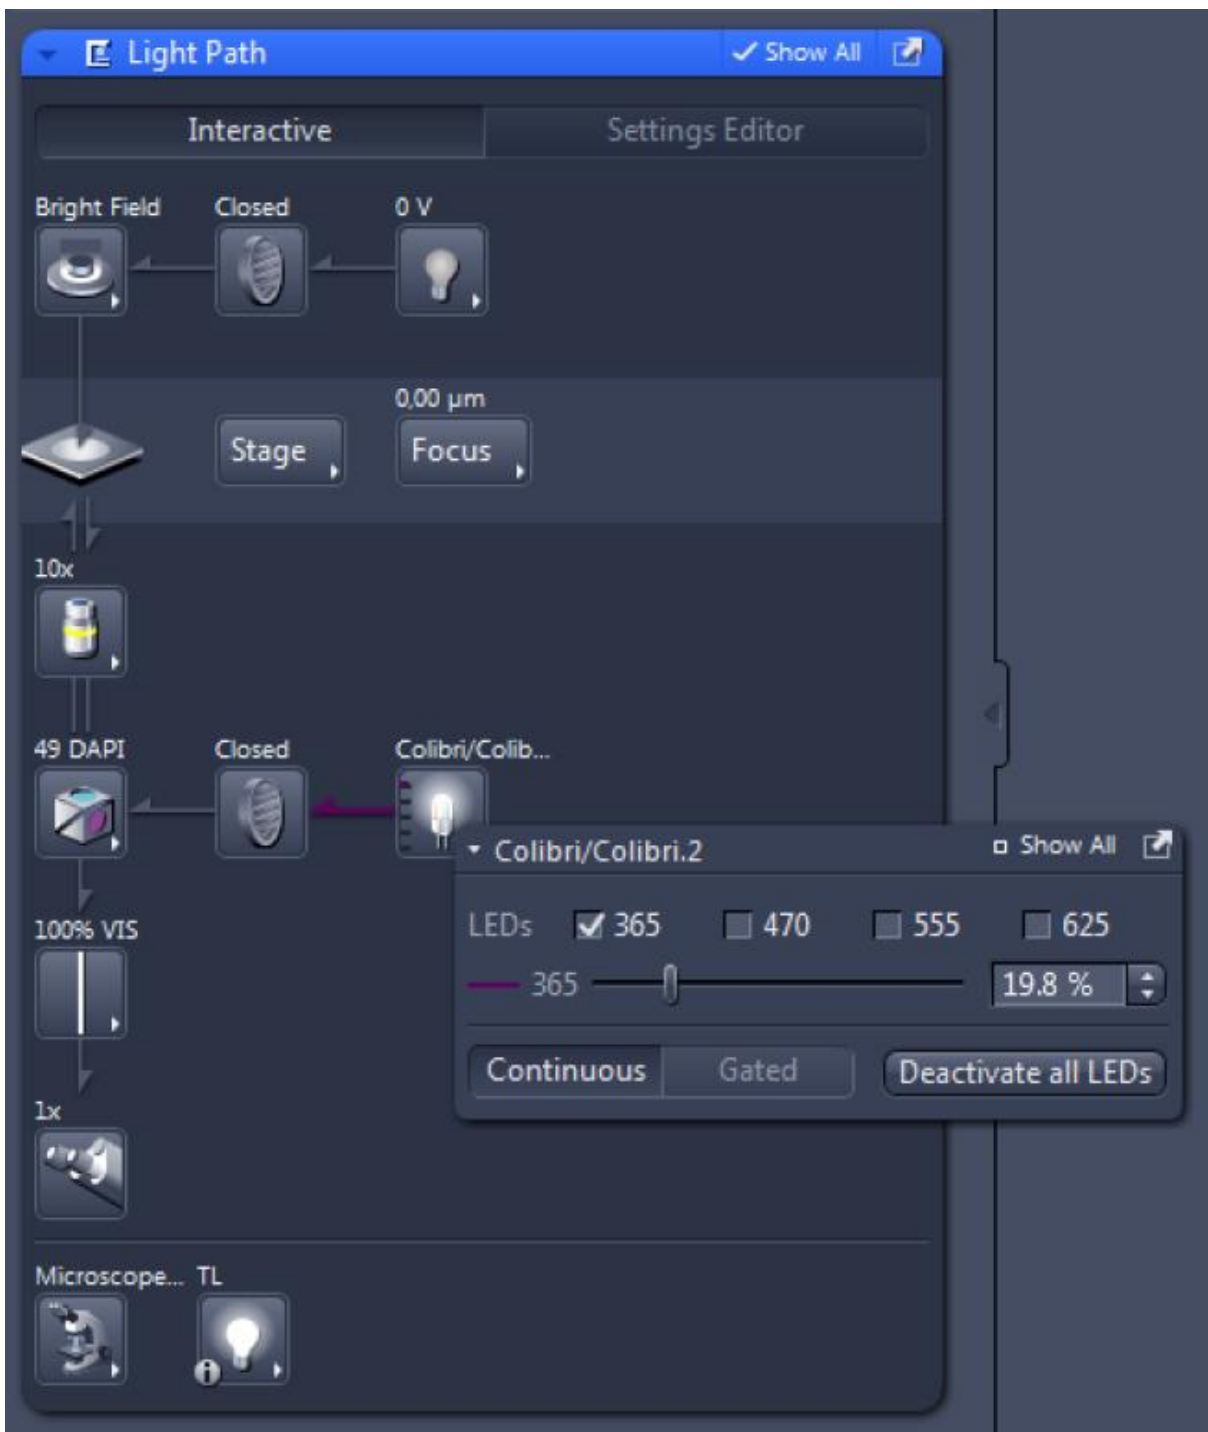 Light Path
Show All
Interactive
Settings Editor
Bright Field
Closed
0 V
0,00 µm
Stage
Focus
10x
49 DAPI
Closed
Colibri/Colib...
Colibri/Colibri.2
Show All
LEDs
365
470
555
625
365
19.8 %
100% VIS
Continuous
Gated
Deactivate all LEDs
1x
Microscope...
TL